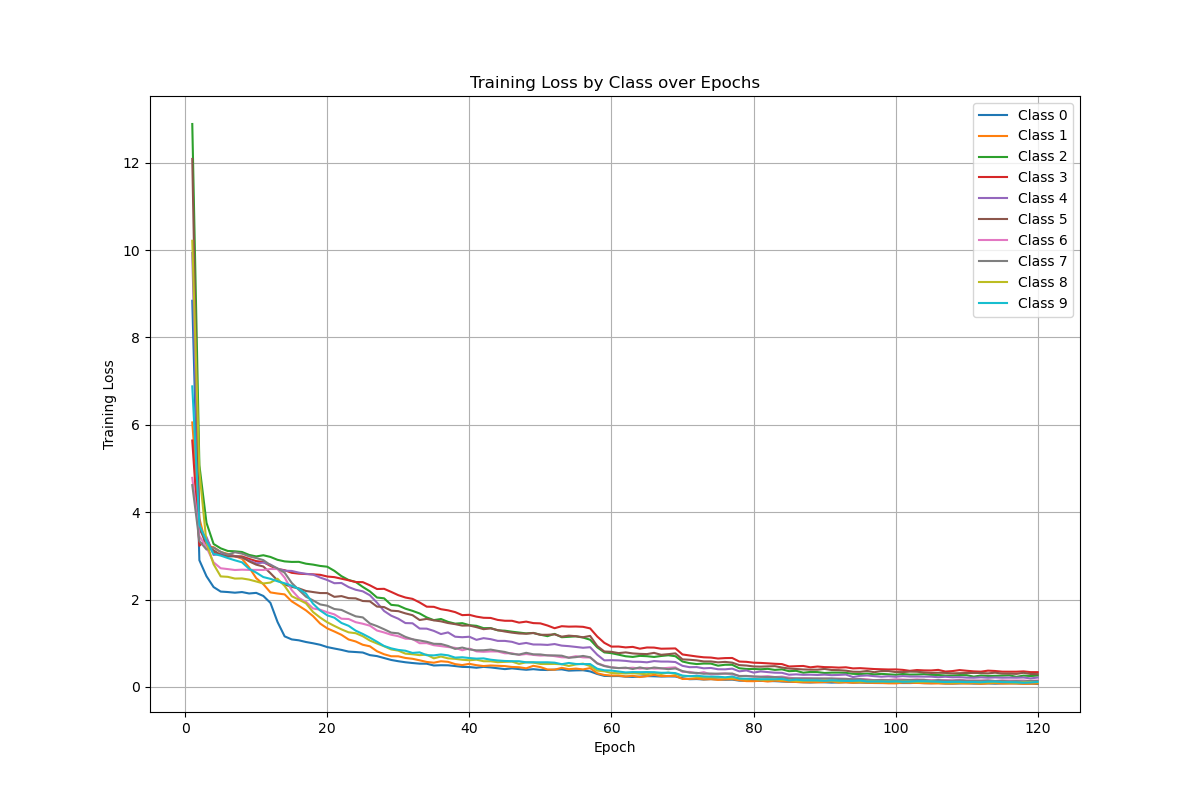 Training Loss by Class over Epochs
Training Loss
12
10
8
6
4
2
0
0 20 40 60 80 100 120
Epoch
Class 0
Class 1
Class 2
Class 3
Class 4
Class 5
Class 6
Class 7
Class 8
Class 9